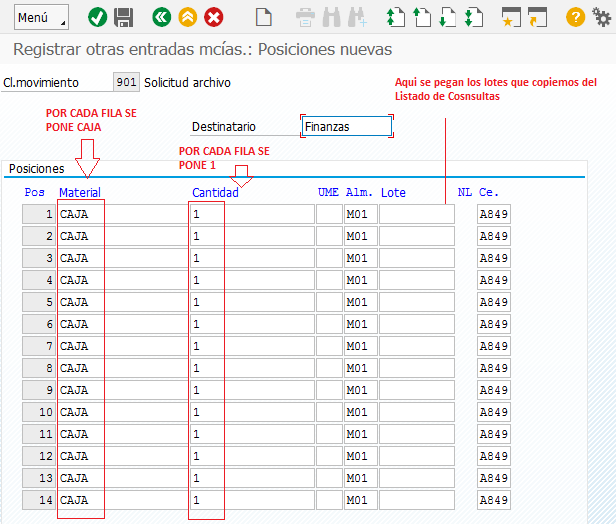 Menú
Registrar otras entradas mcías.: Posiciones nuevas
Cl.movimiento 901 Solicitud archivo
Aqui se pegan los lotes que copiemos del
Listado de Cosnsultas
POR CADA FILA SE
PONE CAJA
Destinatario Finanzas
POR CADA FILA SE
PONE 1
Posiciones
Pos Material Cantidad UME Alm. Lote NL Ce.
1 CAJA 1 M01 A849
2 CAJA 1 M01 A849
3 CAJA 1 M01 A849
4 CAJA 1 M01 A849
5 CAJA 1 M01 A849
6 CAJA 1 M01 A849
7 CAJA 1 M01 A849
8 CAJA 1 M01 A849
9 CAJA 1 M01 A849
10 CAJA 1 M01 A849
11 CAJA 1 M01 A849
12 CAJA 1 M01 A849
13 CAJA 1 M01 A849
14 CAJA 1 M01 A849